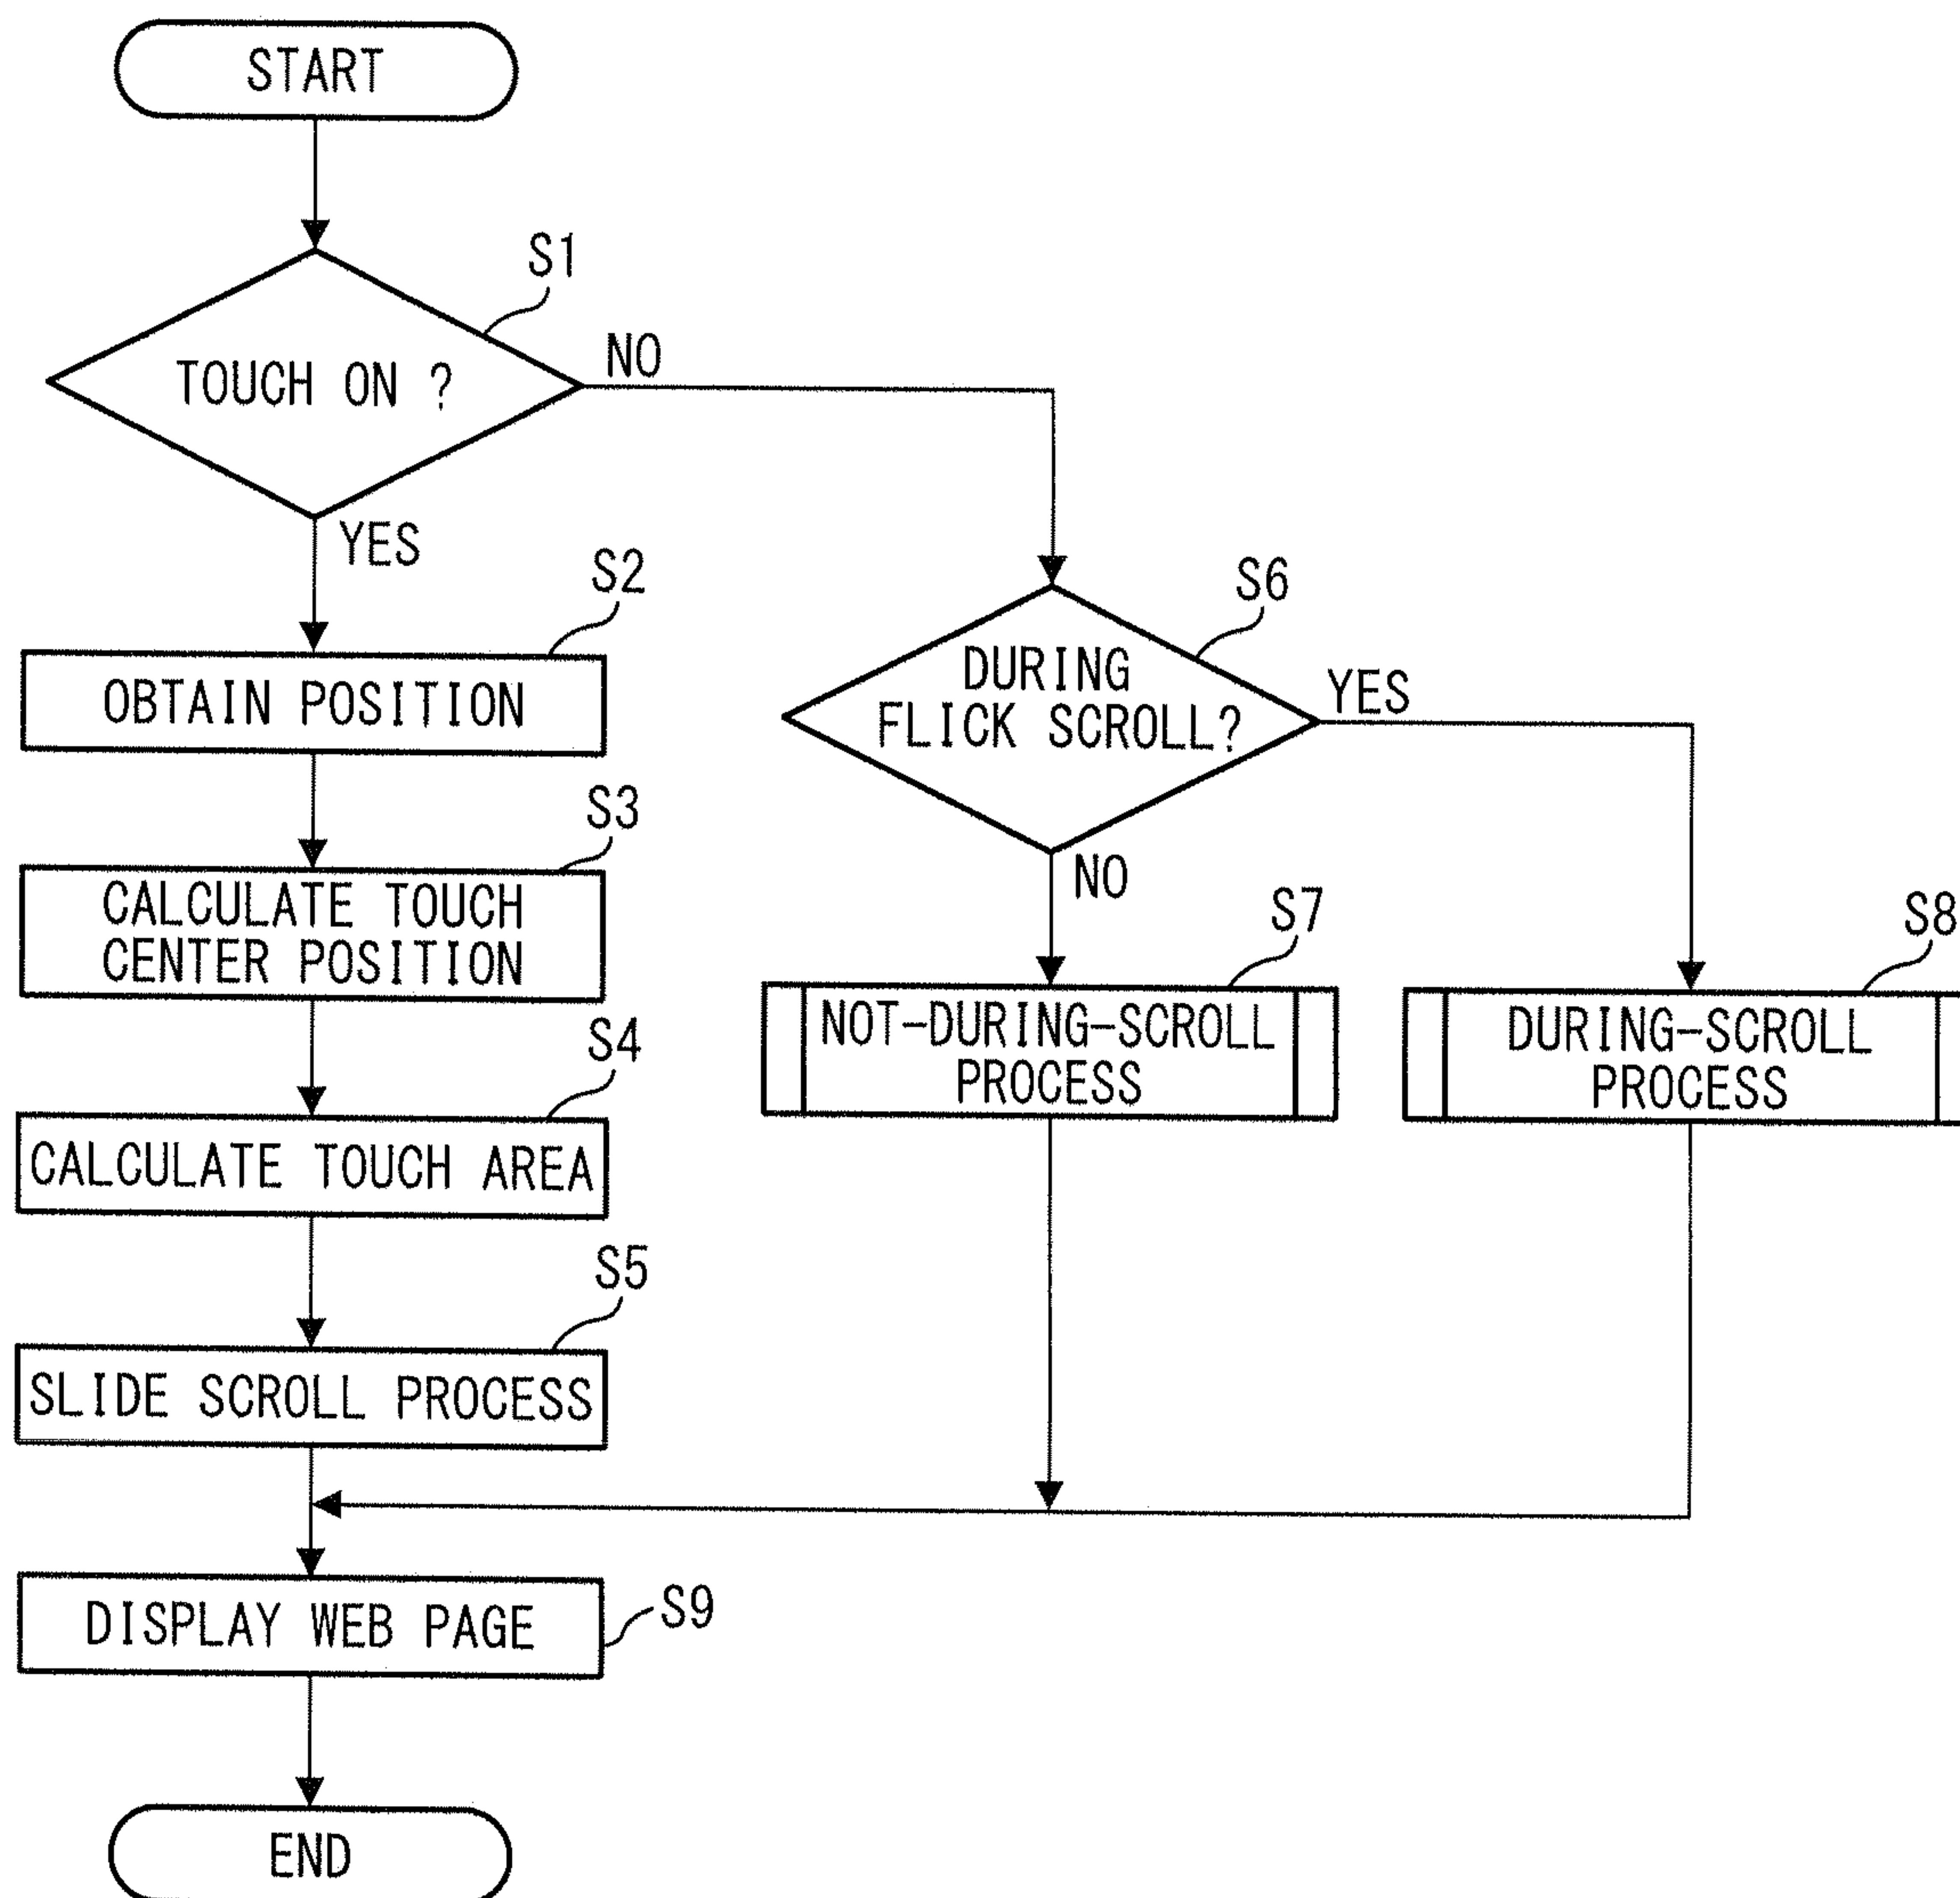 START
S1
TOUCH ON ?
NO
YES
S2
OBTAIN POSITION
S3
CALCULATE TOUCH
CENTER POSITION
S4
CALCULATE TOUCH AREA
S5
SLIDE SCROLL PROCESS
S6
DURING
FLICK SCROLL?
YES
NO
S7
NOT-DURING-SCROLL
PROCESS
S8
DURING-SCROLL
PROCESS
DISPLAY WEB PAGE
S9
END